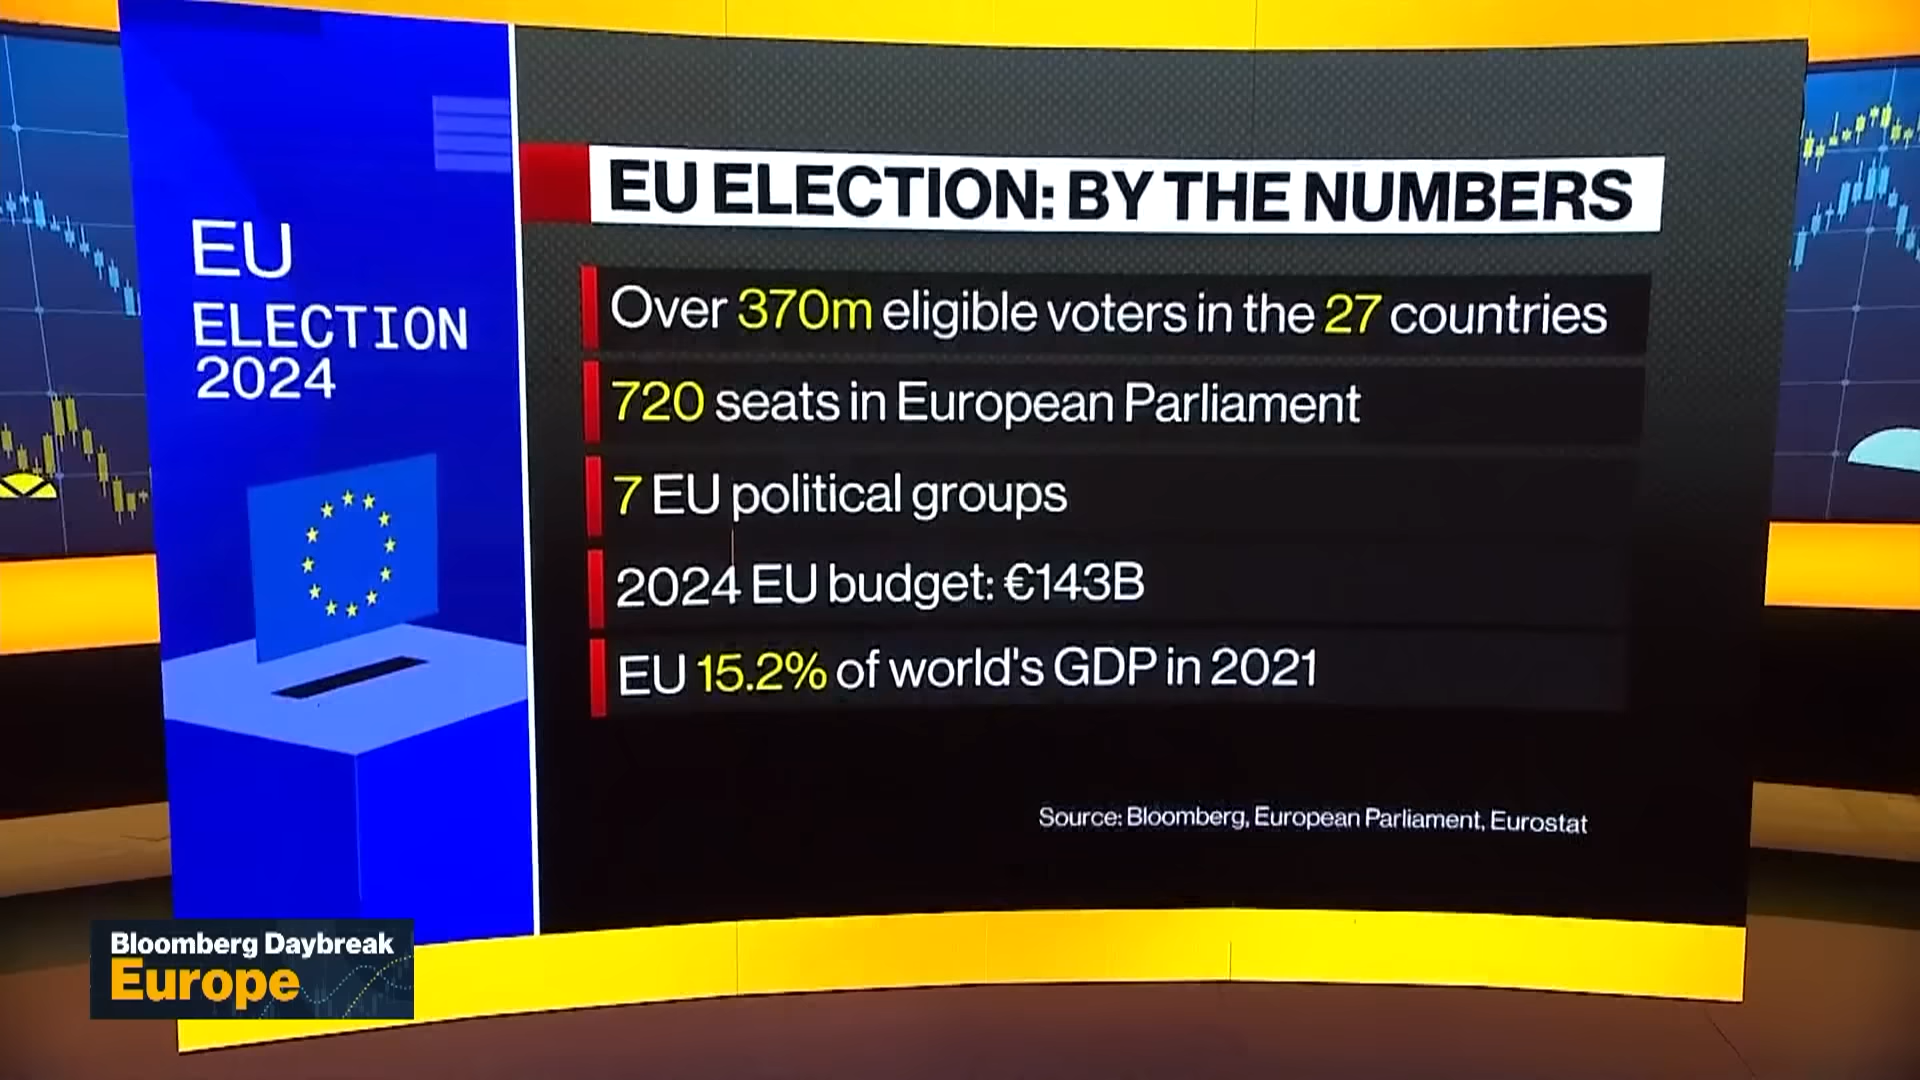 EU
ELECTION
2024
EU ELECTION: BY THE NUMBERS
Over 370m eligible voters in the 27 countries
720 seats in European Parliament
7 EU political groups
2024 EU budget: €143B
EU 15.2% of world's GDP in 2021
Source: Bloomberg, European Parliament, Eurostat
Bloomberg Daybreak
Europe